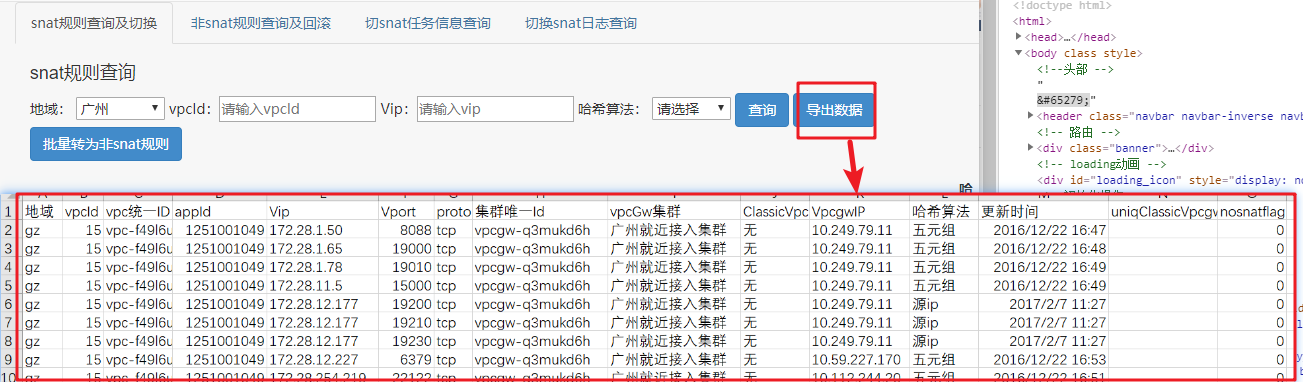 snat规则查询及切换 非snat规则查询及回滚 切snat任务信息查询 切换snat日志查询
snat规则查询
地域： 广州 vpcId： 请输入vpcId Vip： 请输入vip 哈希算法： 请选择 查询 导出数据
批量转为非snat规则
哈
<!doctype html>
<html>
<head>…</head>
<body class style>
<!--头部 -->
"
&#65279;"
<header class="navbar navbar-inverse navb
<!-- 路由 -->
<div class="banner">…</div>
<!-- loading动画 -->
<div id="loading_icon" style="display: no
1 地域 vpcId vpc统一ID appId Vip Vport proto 集群唯一Id vpcGw集群 ClassicVpc VpcgwIP 哈希算法 更新时间 uniqClassicVpcgw nosnatflag
2 gz 15 vpc-f49l6u 1251001049 172.28.1.50 8088 tcp vpcgw-q3mukd6h 广州就近接入集群 无 10.249.79.11 五元组 2016/12/22 16:47 0
3 gz 15 vpc-f49l6u 1251001049 172.28.1.65 19000 tcp vpcgw-q3mukd6h 广州就近接入集群 无 10.249.79.11 五元组 2016/12/22 16:48 0
4 gz 15 vpc-f49l6u 1251001049 172.28.1.78 19010 tcp vpcgw-q3mukd6h 广州就近接入集群 无 10.249.79.11 五元组 2016/12/22 16:49 0
5 gz 15 vpc-f49l6u 1251001049 172.28.11.5 15000 tcp vpcgw-q3mukd6h 广州就近接入集群 无 10.249.79.11 五元组 2016/12/22 16:49 0
6 gz 15 vpc-f49l6u 1251001049 172.28.12.177 19200 tcp vpcgw-q3mukd6h 广州就近接入集群 无 10.249.79.11 源ip 2017/2/7 11:27 0
7 gz 15 vpc-f49l6u 1251001049 172.28.12.177 19210 tcp vpcgw-q3mukd6h 广州就近接入集群 无 10.249.79.11 源ip 2017/2/7 11:27 0
8 gz 15 vpc-f49l6u 1251001049 172.28.12.177 19230 tcp vpcgw-q3mukd6h 广州就近接入集群 无 10.249.79.11 源ip 2017/2/7 11:27 0
9 gz 15 vpc-f49l6u 1251001049 172.28.12.227 6379 tcp vpcgw-q3mukd6h 广州就近接入集群 无 10.59.227.170 五元组 2016/12/22 16:53 0
10 gz 15 vpc-f49l6u 1251001049 172.28.254.219 22122 tcp vpcgw-q3mukd6h 广州就近接入集群 无 10.112.244.20 五元组 2016/12/22 16:51 0